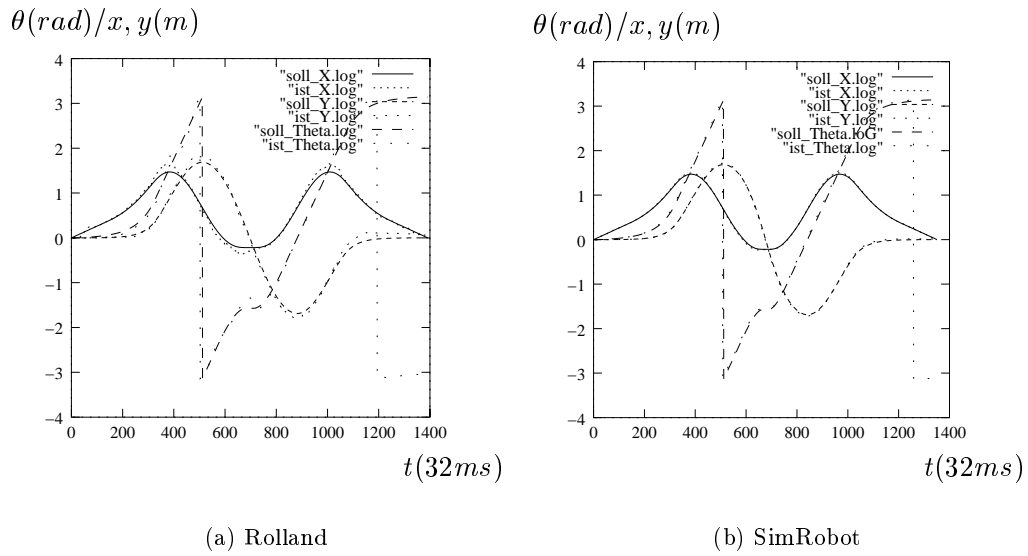 θ(rad)/x, y(m)
4
3
2
1
0
−1
−2
−3
−4
0 200 400 600 800 1000 1200 1400
"soll_X.log"
"ist_X.log"
"soll_Y.log"
"ist_Y.log"
"soll_Theta.log"
"ist_Theta.log"
t(32ms)
(a) Rolland
θ(rad)/x, y(m)
4
3
2
1
0
−1
−2
−3
−4
0 200 400 600 800 1000 1200 1400
"soll_X.log"
"ist_X.log"
"soll_Y.log"
"ist_Y.log"
"soll_Theta.loG"
"ist_Theta.log"
t(32ms)
(b) SimRobot